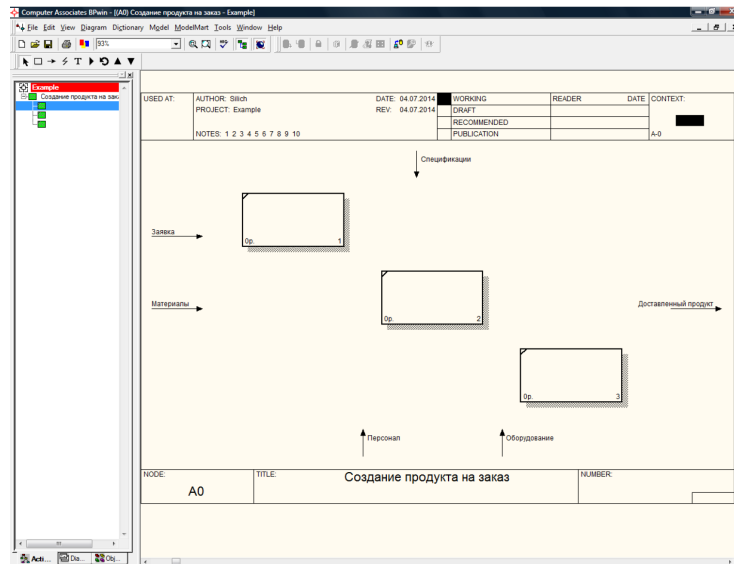 Computer Associates BPwin - [(A0) Создание продукта на заказ - Example]
File Edit View Diagram Dictionary Model ModelMart Tools Window Help
93%
Example
Создание продукта на зак
USED AT: AUTHOR: Silich DATE: 04.07.2014 WORKING READER DATE CONTEXT:
PROJECT: Example REV: 04.07.2014 DRAFT
RECOMMENDED
NOTES: 1 2 3 4 5 6 7 8 9 10 PUBLICATION A-0
Спецификации
Заявка
0р. 1
Материалы
0р. 2
Доставленный продукт
0р. 3
Персонал
Оборудование
NODE: TITLE: NUMBER:
A0 Создание продукта на заказ
Acti... Dia... Obj...